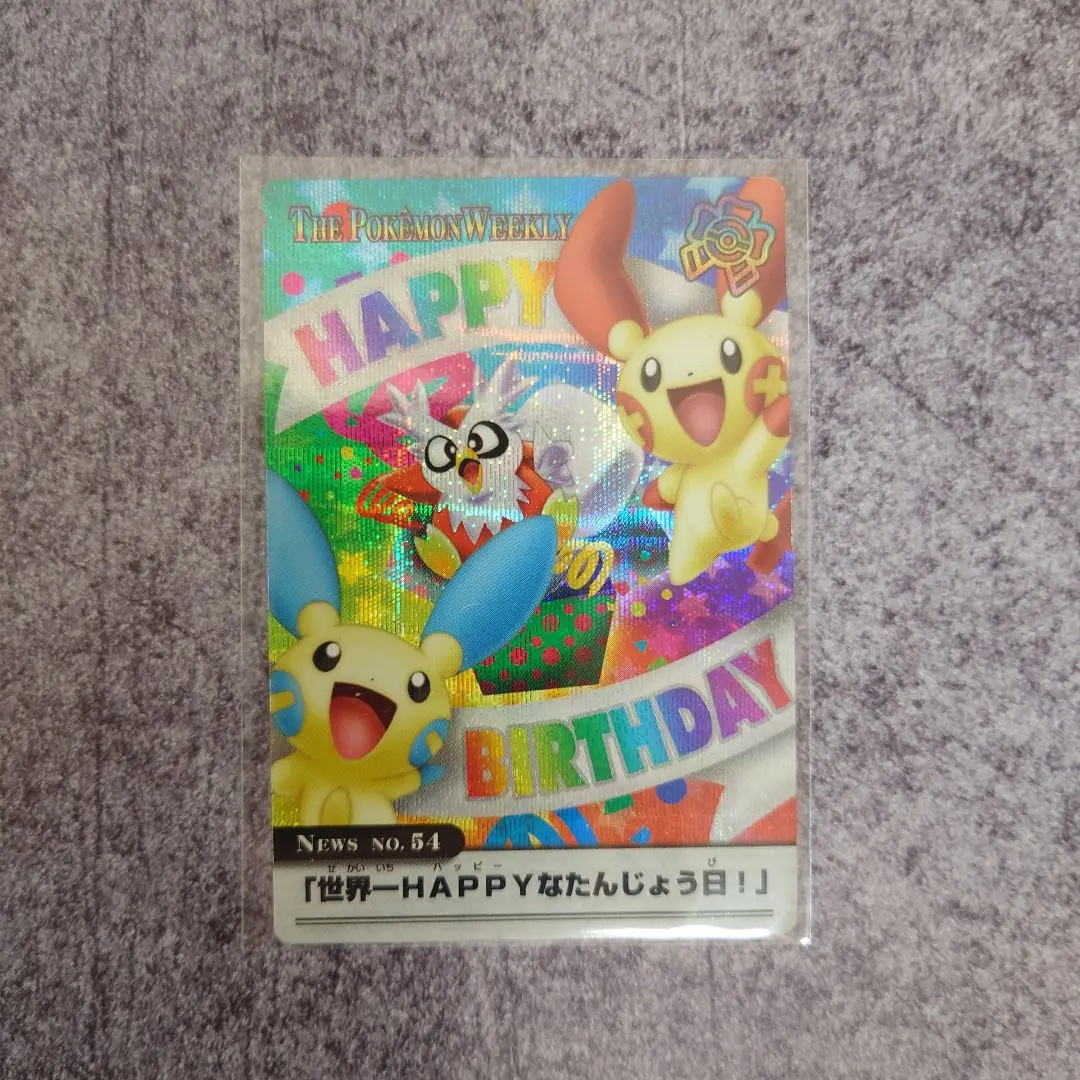 THE POKÉMON WEEKLY
HAPPY
BIRTHDAY
NEWS NO. 54
せかいいち ハッピー び
「世界一HAPPYなたんじょう日！」